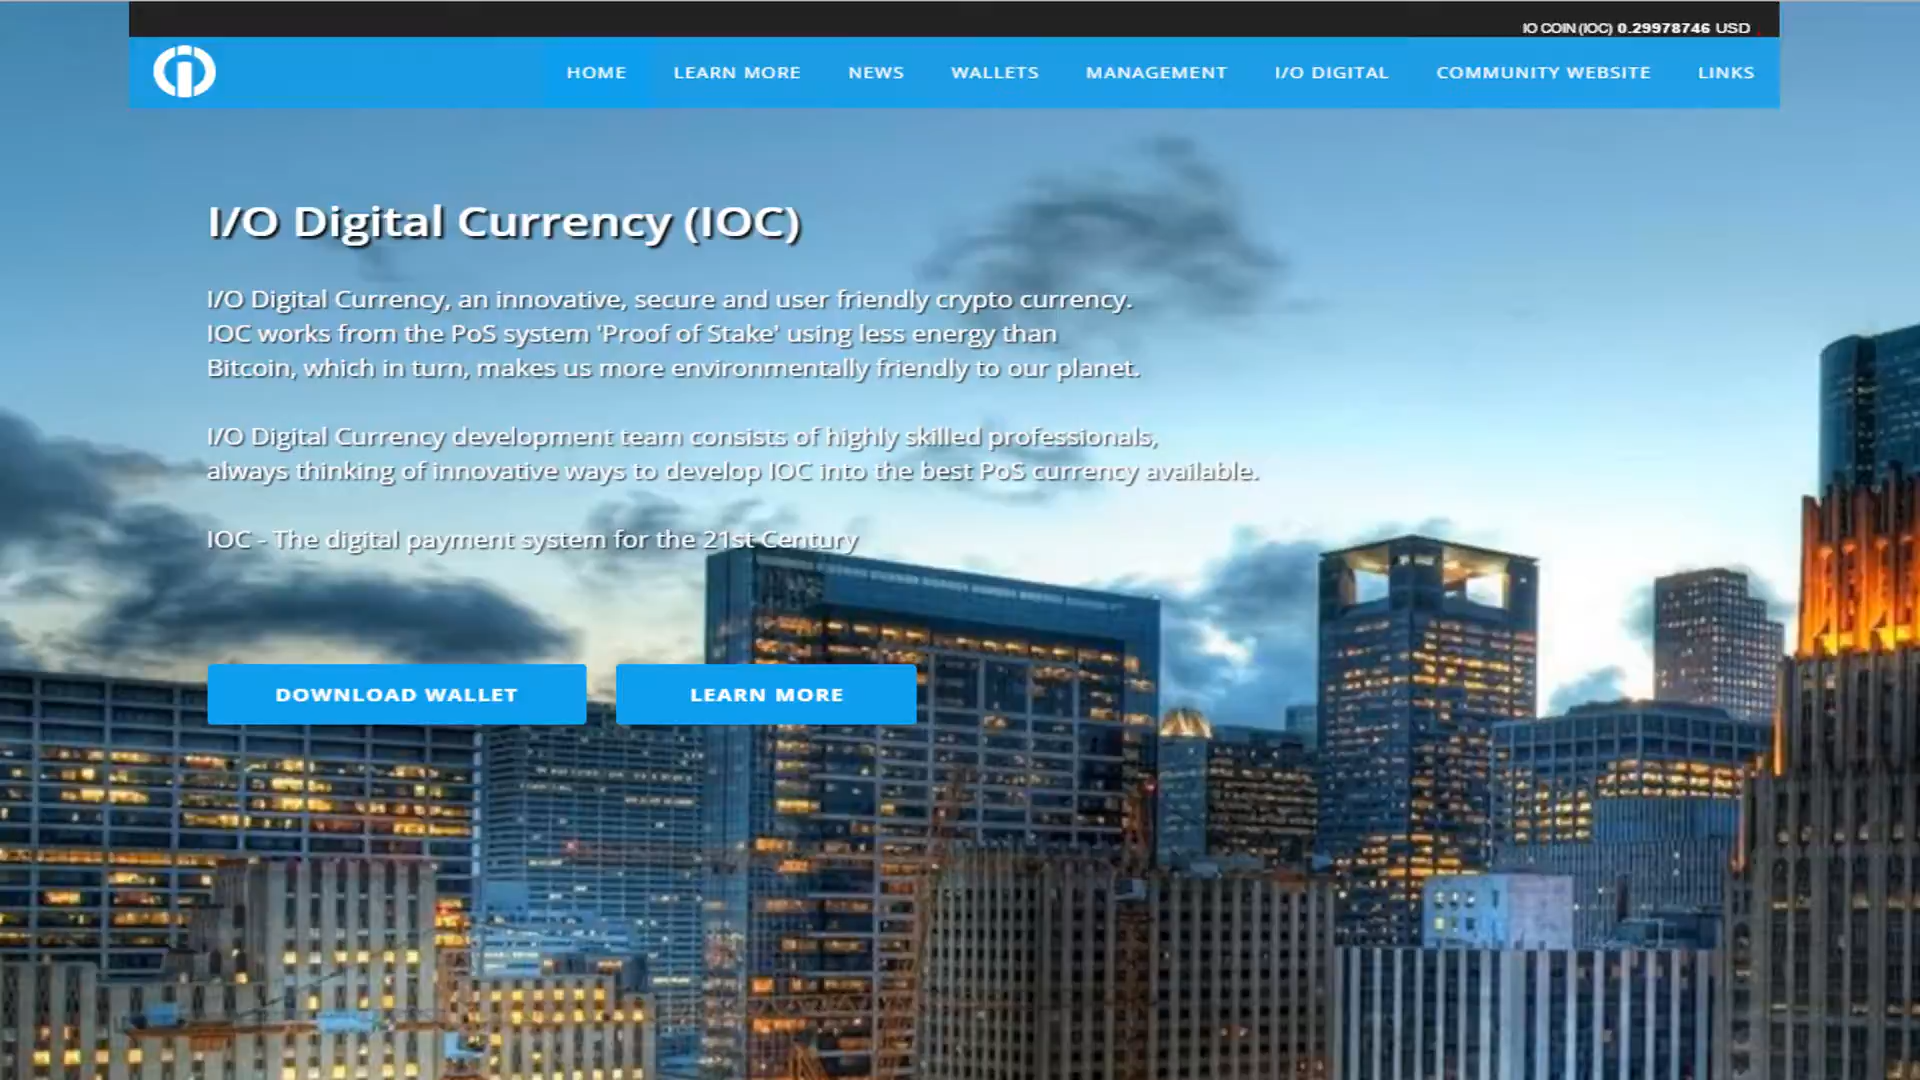 IO COIN (IOC) 0.29978746 USD
HOME LEARN MORE NEWS WALLETS MANAGEMENT I/O DIGITAL COMMUNITY WEBSITE LINKS
I/O Digital Currency (IOC)
I/O Digital Currency, an innovative, secure and user friendly crypto currency.
IOC works from the PoS system 'Proof of Stake' using less energy than
Bitcoin, which in turn, makes us more environmentally friendly to our planet.
I/O Digital Currency development team consists of highly skilled professionals,
always thinking of innovative ways to develop IOC into the best PoS currency available.
IOC - The digital payment system for the 21st Century
DOWNLOAD WALLET LEARN MORE